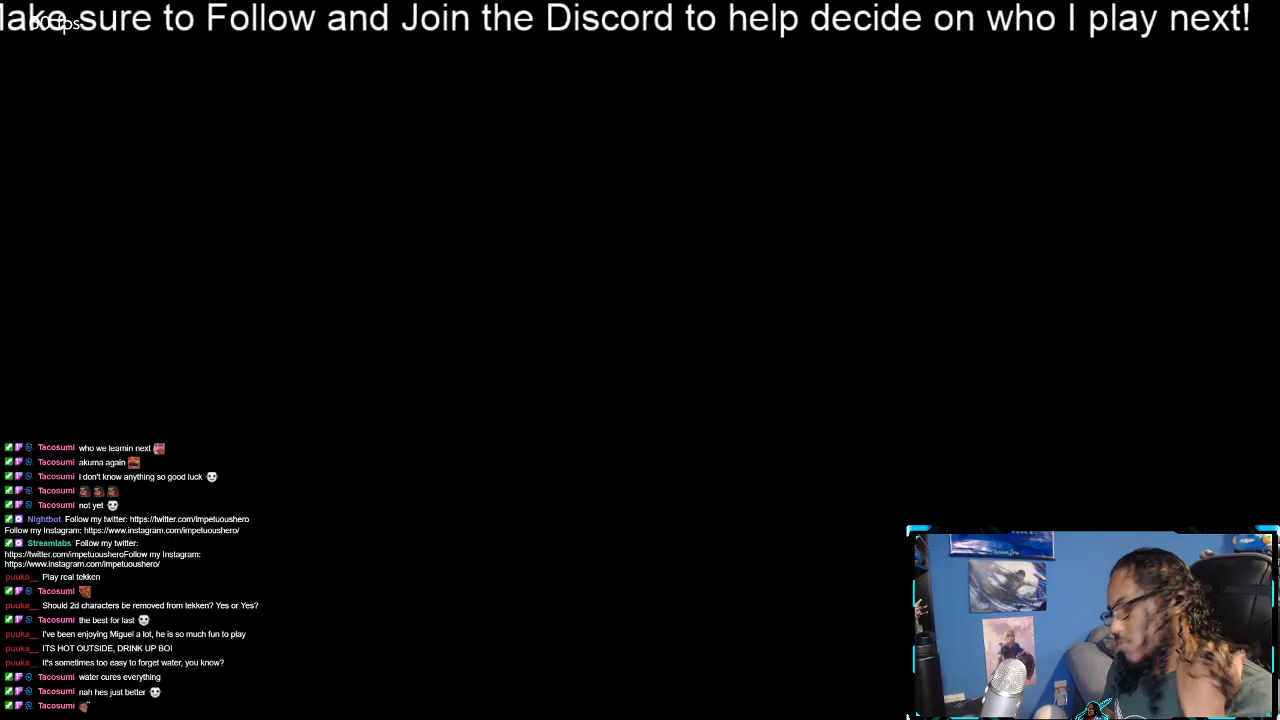 Make sure to Follow and Join the Discord to help decide on who I play next!
60 fps
Tacosumi who we learnin next
Tacosumi akuma again
Tacosumi I don't know anything so good luck
Tacosumi
Tacosumi not yet
Nightbot Follow my twitter: https://twitter.com/impetuoushero
Follow my Instagram: https://www.instagram.com/impetuoushero/
Streamlabs Follow my twitter:
https://twitter.com/impetuousheroFollow my Instagram:
https://www.instagram.com/impetuoushero/
puuka__ Play real tekken
Tacosumi
puuka__ Should 2d characters be removed from tekken? Yes or Yes?
Tacosumi the best for last
puuka__ I've been enjoying Miguel a lot, he is so much fun to play
puuka__ ITS HOT OUTSIDE, DRINK UP BOI
puuka__ It's sometimes too easy to forget water, you know?
Tacosumi water cures everything
Tacosumi nah hes just better
Tacosumi